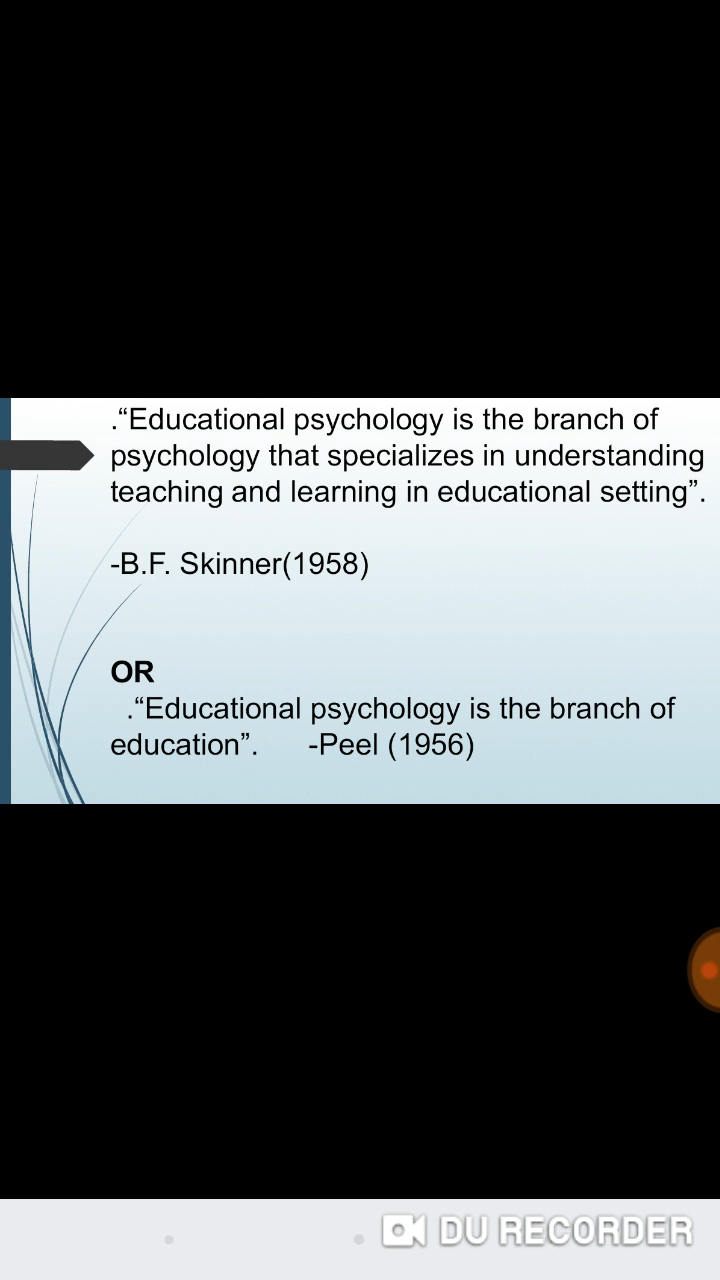 .“Educational psychology is the branch of
psychology that specializes in understanding
teaching and learning in educational setting”.
-B.F. Skinner(1958)
OR
.“Educational psychology is the branch of
education”. -Peel (1956)
DU RECORDER